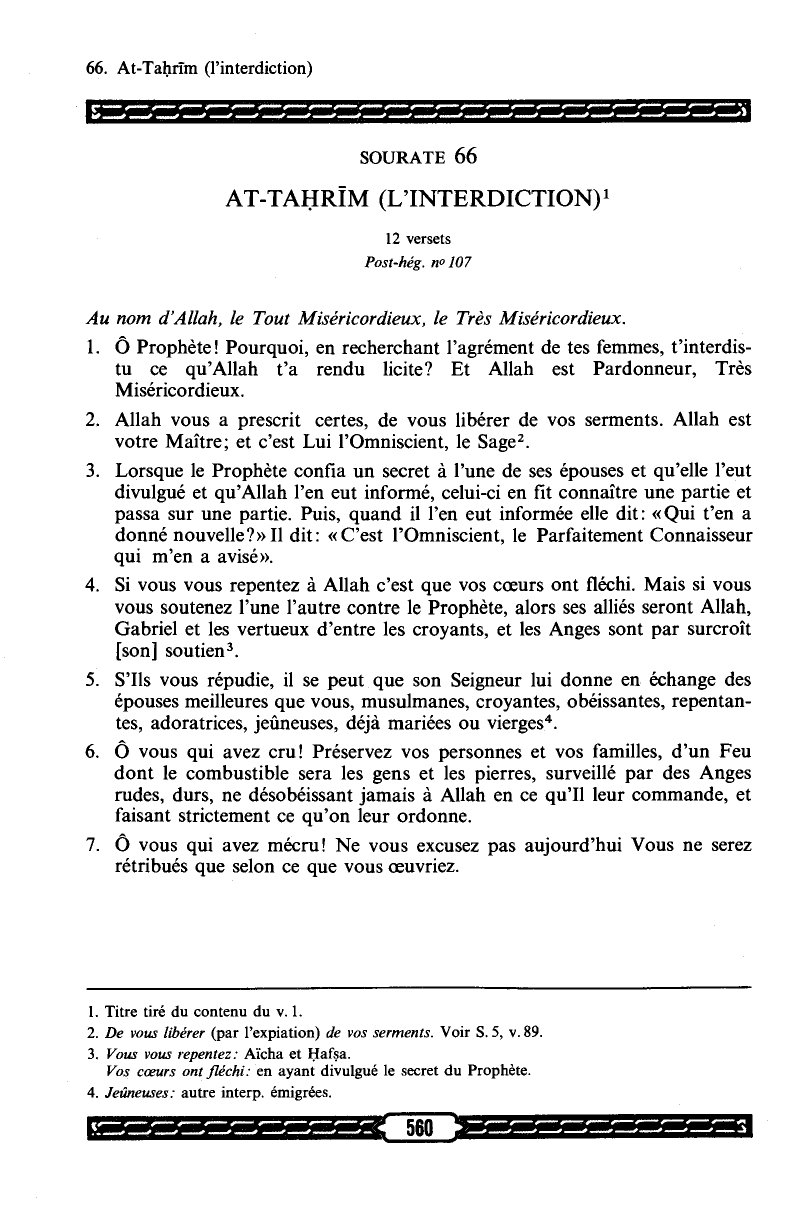 66. At-Taḥrīm (l’interdiction)
SOURATE 66
AT-TAḤRĪM (L’INTERDICTION)¹
12 versets
Post-hég. nº 107
Au nom d’Allah, le Tout Miséricordieux, le Très Miséricordieux.
1. Ô Prophète! Pourquoi, en recherchant l’agrément de tes femmes, t’interdis-
tu ce qu’Allah t’a rendu licite? Et Allah est Pardonneur, Très
Miséricordieux.
2. Allah vous a prescrit certes, de vous libérer de vos serments. Allah est
votre Maître; et c’est Lui l’Omniscient, le Sage².
3. Lorsque le Prophète confia un secret à l’une de ses épouses et qu’elle l’eut
divulgué et qu’Allah l’en eut informé, celui-ci en fit connaître une partie et
passa sur une partie. Puis, quand il l’en eut informée elle dit: «Qui t’en a
donné nouvelle?» Il dit: «C’est l’Omniscient, le Parfaitement Connaisseur
qui m’en a avisé».
4. Si vous vous repentez à Allah c’est que vos cœurs ont fléchi. Mais si vous
vous soutenez l’une l’autre contre le Prophète, alors ses alliés seront Allah,
Gabriel et les vertueux d’entre les croyants, et les Anges sont par surcroît
[son] soutien³.
5. S’Ils vous répudie, il se peut que son Seigneur lui donne en échange des
épouses meilleures que vous, musulmanes, croyantes, obéissantes, repentan-
tes, adoratrices, jeûneuses, déjà mariées ou vierges⁴.
6. Ô vous qui avez cru! Préservez vos personnes et vos familles, d’un Feu
dont le combustible sera les gens et les pierres, surveillé par des Anges
rudes, durs, ne désobéissant jamais à Allah en ce qu’Il leur commande, et
faisant strictement ce qu’on leur ordonne.
7. Ô vous qui avez mécru! Ne vous excusez pas aujourd’hui Vous ne serez
rétribués que selon ce que vous œuvriez.
1. Titre tiré du contenu du v. 1.
2. De vous libérer (par l’expiation) de vos serments. Voir S. 5, v. 89.
3. Vous vous repentez: Aïcha et Ḥafṣa.
Vos cœurs ont fléchi: en ayant divulgué le secret du Prophète.
4. Jeûneuses: autre interp. émigrées.
560